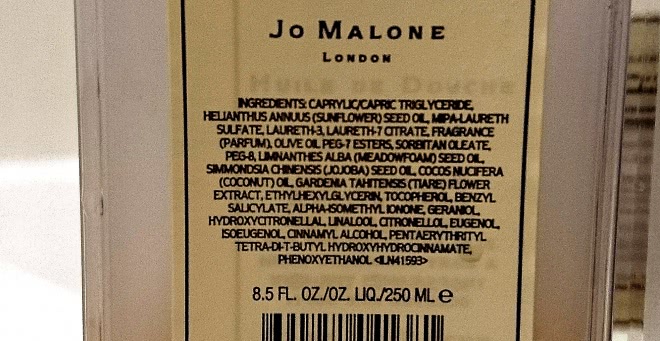 JO MALONE
LONDON
HUILE DE DOUCHE
INGREDIENTS: CAPRYLIC/CAPRIC TRIGLYCERIDE,
HELIANTHUS ANNUUS (SUNFLOWER) SEED OIL, MIPA-LAURETH
SULFATE, LAURETH-3, LAURETH-7 CITRATE, FRAGRANCE
(PARFUM), OLIVE OIL PEG-7 ESTERS, SORBITAN OLEATE,
PEG-8, LIMNANTHES ALBA (MEADOWFOAM) SEED OIL,
SIMMONDSIA CHINENSIS (JOJOBA) SEED OIL, COCOS NUCIFERA
(COCONUT) OIL, GARDENIA TAHITENSIS (TIARE) FLOWER
EXTRACT, ETHYLHEXYLGLYCERIN, TOCOPHEROL, BENZYL
SALICYLATE, ALPHA-ISOMETHYL IONONE, GERANIOL,
HYDROXYCITRONELLAL, LINALOOL, CITRONELLOL, EUGENOL,
ISOEUGENOL, CINNAMYL ALCOHOL, PENTAERYTHRITYL
TETRA-DI-T-BUTYL HYDROXYHYDROCINNAMATE,
PHENOXYETHANOL <ILN41593>
8.5 FL. OZ./OZ. LIQ./250 ML e